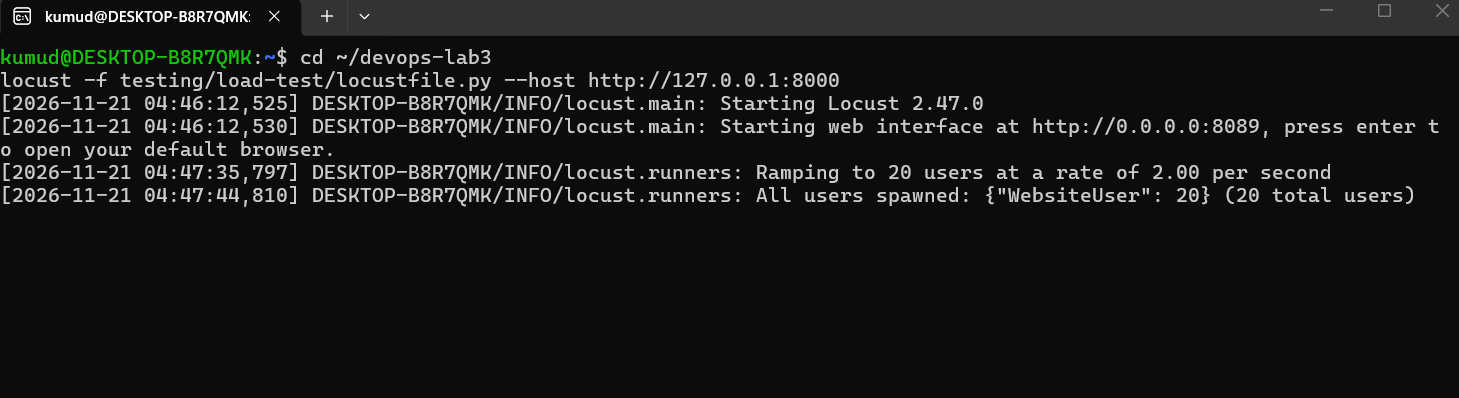 kumud@DESKTOP-B8R7QMK:
kumud@DESKTOP-B8R7QMK:~$ cd ~/devops-lab3
locust -f testing/load-test/locustfile.py --host http://127.0.0.1:8000
[2026-11-21 04:46:12,525] DESKTOP-B8R7QMK/INFO/locust.main: Starting Locust 2.47.0
[2026-11-21 04:46:12,530] DESKTOP-B8R7QMK/INFO/locust.main: Starting web interface at http://0.0.0.0:8089, press enter t
o open your default browser.
[2026-11-21 04:47:35,797] DESKTOP-B8R7QMK/INFO/locust.runners: Ramping to 20 users at a rate of 2.00 per second
[2026-11-21 04:47:44,810] DESKTOP-B8R7QMK/INFO/locust.runners: All users spawned: {"WebsiteUser": 20} (20 total users)